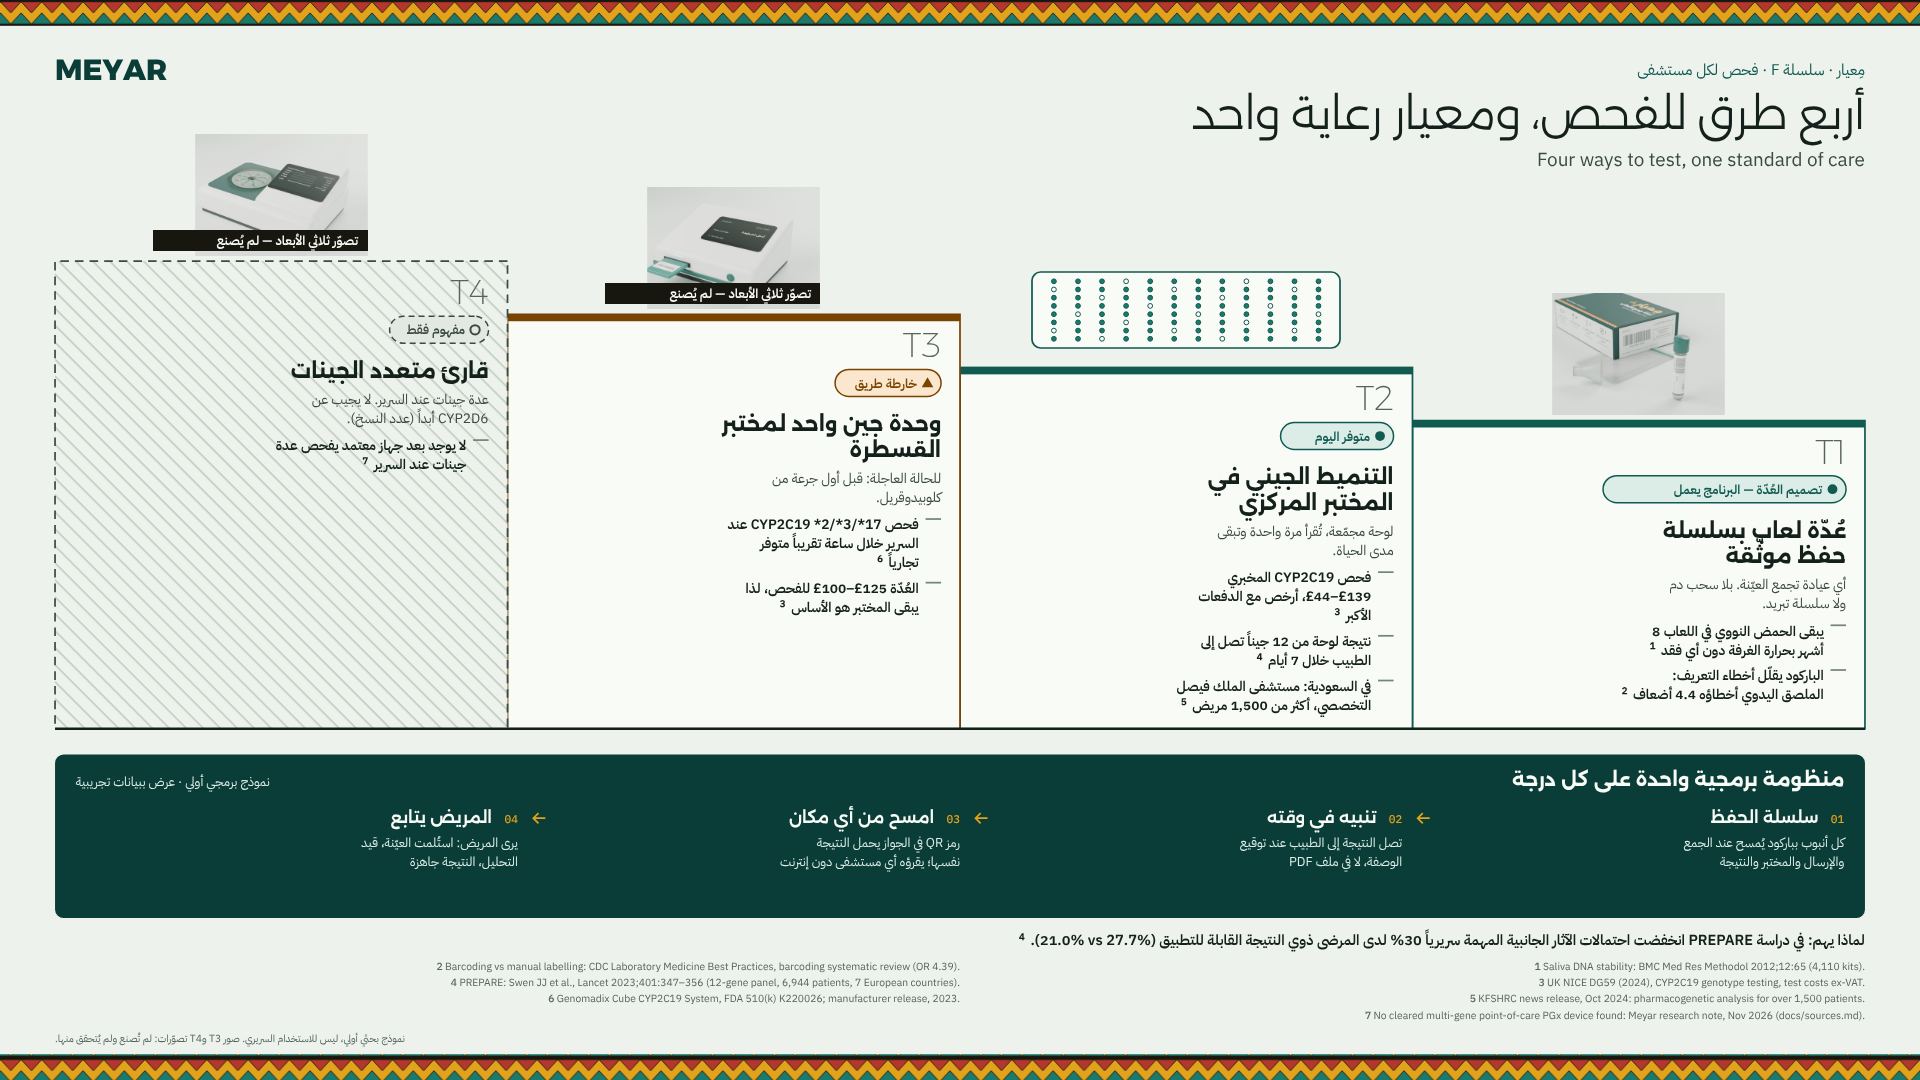 MEYAR
مِعيار · سلسلة F · فحص لكل مستشفى
أربع طرق للفحص، ومعيار رعاية واحد
Four ways to test, one standard of care
T1
تصميم العُدّة — البرنامج يعمل
عُدّة لعاب بسلسلة
حفظ موثّقة
أي عيادة تجمع العيّنة. بلا سحب دم
ولا سلسلة تبريد.
— يبقى الحمض النووي في اللعاب 8
أشهر بحرارة الغرفة دون أي فقد 1
— الباركود يقلّل أخطاء التعريف:
الملصق اليدوي أخطاؤه 4.4 أضعاف 2
T2
متوفر اليوم
التنميط الجيني في
المختبر المركزي
لوحة مجمّعة، تُقرأ مرة واحدة وتبقى
مدى الحياة.
— فحص CYP2C19 المخبري
£44–£139، أرخص مع الدفعات
الأكبر 3
— نتيجة لوحة من 12 جيناً تصل إلى
الطبيب خلال 7 أيام 4
— في السعودية: مستشفى الملك فيصل
التخصصي، أكثر من 1,500 مريض 5
تصوّر ثلاثي الأبعاد — لم يُصنع
T3
خارطة طريق
وحدة جين واحد لمختبر
القسطرة
للحالة العاجلة: قبل أول جرعة من
كلوبيدوقريل.
— فحص CYP2C19 *2/*3/*17 عند
السرير خلال ساعة تقريباً متوفر
تجارياً 6
— العُدّة £100–£125 للفحص، لذا
يبقى المختبر هو الأساس 3
تصوّر ثلاثي الأبعاد — لم يُصنع
T4
مفهوم فقط
قارئ متعدد الجينات
عدة جينات عند السرير. لا يجيب عن
CYP2D6 أبداً (عدد النسخ).
— لا يوجد بعد جهاز معتمد يفحص عدة
جينات عند السرير 7
منظومة برمجية واحدة على كل درجة
نموذج برمجي أولي · عرض ببيانات تجريبية
01 سلسلة الحفظ
كل أنبوب بباركود يُمسح عند الجمع
والإرسال والمختبر والنتيجة
← 02 تنبيه في وقته
تصل النتيجة إلى الطبيب عند توقيع
الوصفة، لا في ملف PDF
← 03 امسح من أي مكان
رمز QR في الجواز يحمل النتيجة
نفسها؛ يقرؤه أي مستشفى دون إنترنت
← 04 المريض يتابع
يرى المريض: استُلمت العيّنة، قيد
التحليل، النتيجة جاهزة
لماذا يهم: في دراسة PREPARE انخفضت احتمالات الآثار الجانبية المهمة سريرياً 30% لدى المرضى ذوي النتيجة القابلة للتطبيق (21.0% vs 27.7%). 4
1 Saliva DNA stability: BMC Med Res Methodol 2012;12:65 (4,110 kits).
2 Barcoding vs manual labelling: CDC Laboratory Medicine Best Practices, barcoding systematic review (OR 4.39).
3 UK NICE DG59 (2024), CYP2C19 genotype testing, test costs ex-VAT.
4 PREPARE: Swen JJ et al., Lancet 2023;401:347–356 (12-gene panel, 6,944 patients, 7 European countries).
5 KFSHRC news release, Oct 2024: pharmacogenetic analysis for over 1,500 patients.
6 Genomadix Cube CYP2C19 System, FDA 510(k) K220026; manufacturer release, 2023.
7 No cleared multi-gene point-of-care PGx device found: Meyar research note, Nov 2026 (docs/sources.md).
نموذج بحثي أولي، ليس للاستخدام السريري. صور T3 وT4 تصوّرات: لم تُصنع ولم يُتحقق منها.